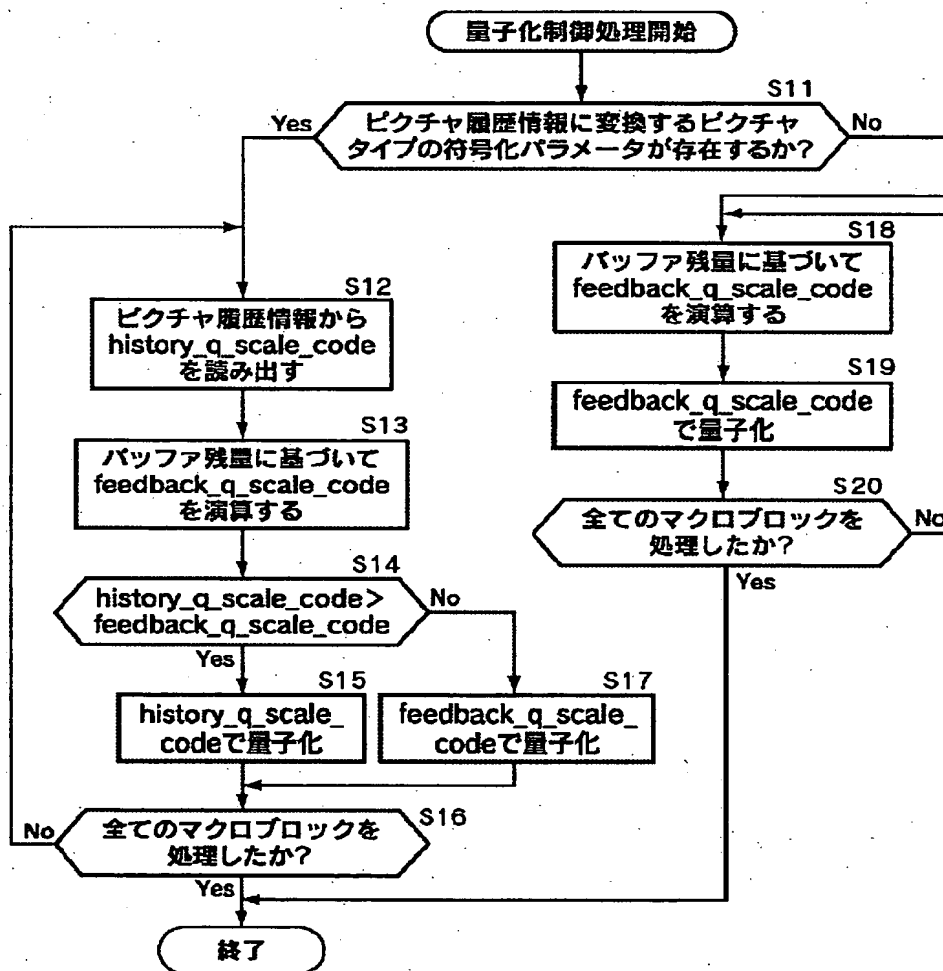 量子化制御処理開始
S11
Yes
ピクチャ履歴情報に変換するピクチャ
タイプの符号化パラメータが存在するか?
No
S12
ピクチャ履歴情報から
history_q_scale_code
を読み出す
S13
バッファ残量に基づいて
feedback_q_scale_code
を演算する
S14
history_q_scale_code>
feedback_q_scale_code
No
Yes
S15
history_q_scale_
codeで量子化
S17
feedback_q_scale_
codeで量子化
S16
No
全てのマクロブロックを
処理したか?
Yes
S18
バッファ残量に基づいて
feedback_q_scale_code
を演算する
S19
feedback_q_scale_code
で量子化
S20
全てのマクロブロックを
処理したか?
No
Yes
終了